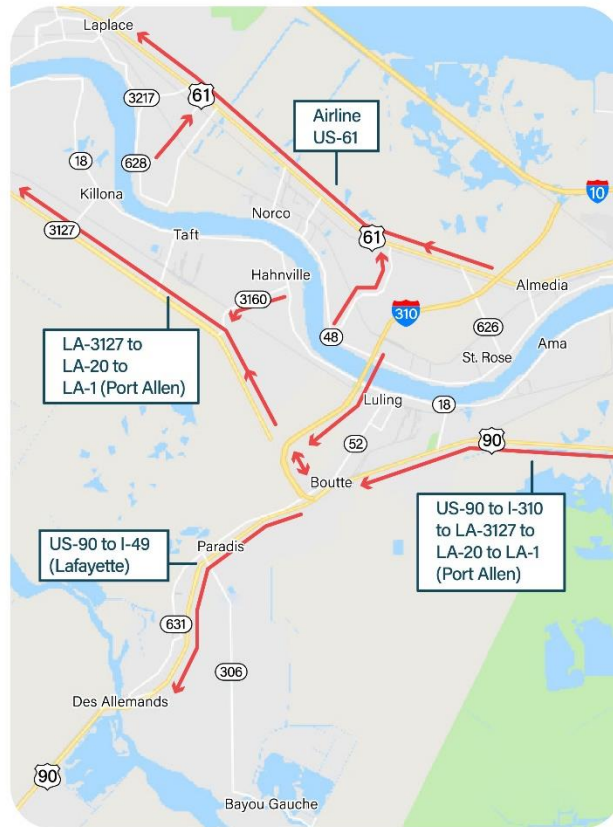 Laplace
3217
61
Airline
US-61
10
18
628
Killona
3127
Norco
Taft
61
Hahnville
Almedia
3160
310
48
626
Ama
St. Rose
LA-3127 to
LA-20 to
LA-1 (Port Allen)
Luling
18
52
90
Boutte
US-90 to I-310
to LA-3127 to
LA-20 to LA-1
(Port Allen)
Paradis
US-90 to I-49
(Lafayette)
631
306
Des Allemands
90
Bayou Gauche